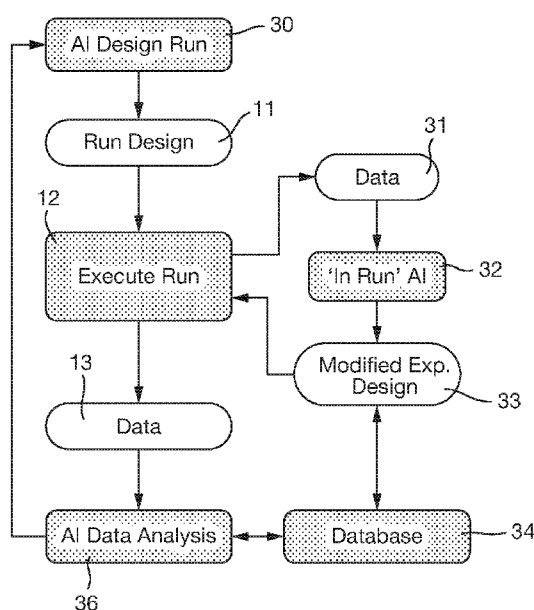 AI Design Run
30
Run Design
11
12
Execute Run
31
Data
'In Run' AI
32
Modified Exp.
Design
33
13
Data
AI Data Analysis
36
Database
34